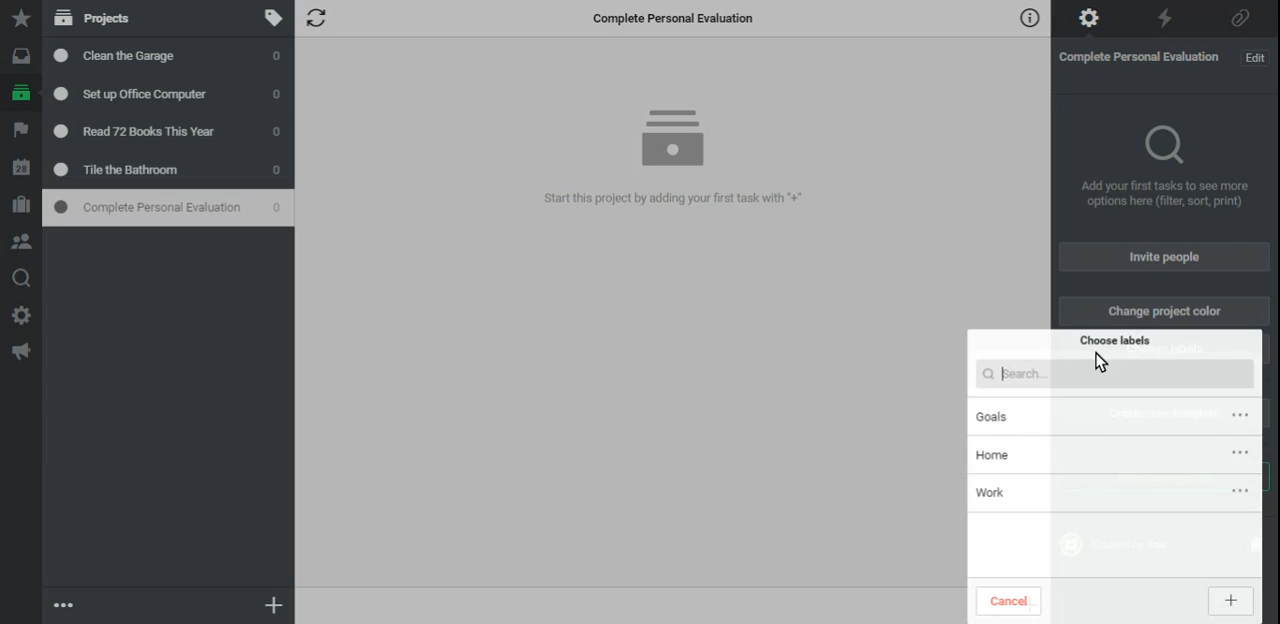 Projects
Clean the Garage 0
Set up Office Computer 0
Read 72 Books This Year 0
Tile the Bathroom 0
Complete Personal Evaluation 0
28
Complete Personal Evaluation
Start this project by adding your first task with "+"
Complete Personal Evaluation Edit
Add your first tasks to see more
options here (filter, sort, print)
Invite people
Change project color
Choose labels
Search...
Goals
Home
Work
Cancel